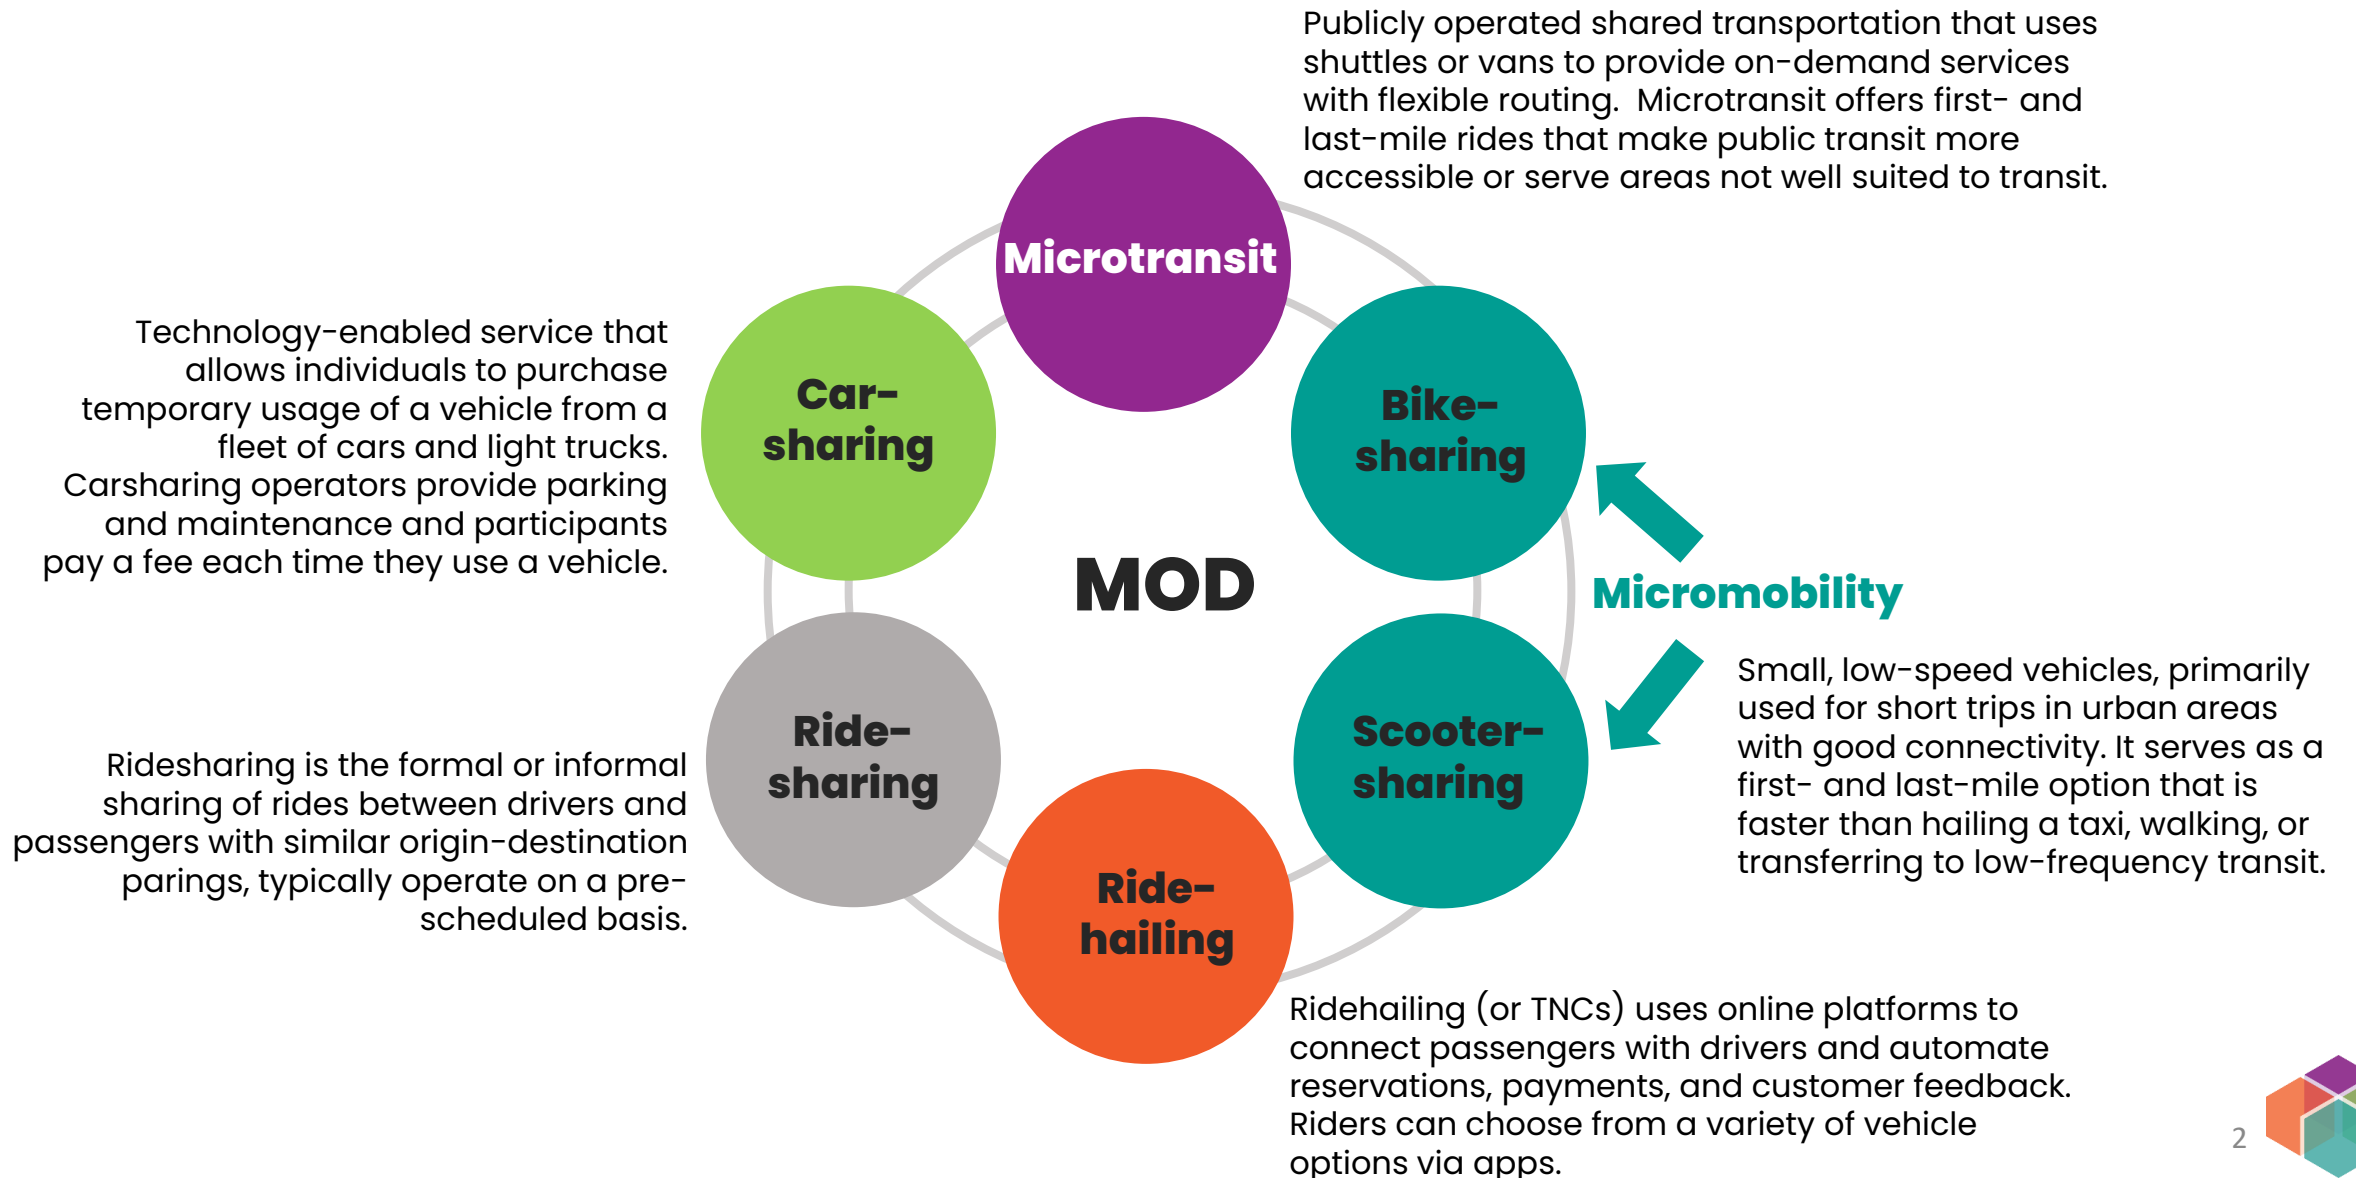 Publicly operated shared transportation that uses
shuttles or vans to provide on-demand services
with flexible routing.  Microtransit offers first- and
last-mile rides that make public transit more
accessible or serve areas not well suited to transit.
Microtransit
Technology-enabled service that
allows individuals to purchase
temporary usage of a vehicle from a
fleet of cars and light trucks.
Carsharing operators provide parking
and maintenance and participants
pay a fee each time they use a vehicle.
Car-
sharing
Bike-
sharing
MOD
Micromobility
Small, low-speed vehicles, primarily
used for short trips in urban areas
with good connectivity. It serves as a
first- and last-mile option that is
faster than hailing a taxi, walking, or
transferring to low-frequency transit.
Ride-
sharing
Scooter-
sharing
Ridesharing is the formal or informal
sharing of rides between drivers and
passengers with similar origin-destination
parings, typically operate on a pre-
scheduled basis.
Ride-
hailing
Ridehailing (or TNCs) uses online platforms to
connect passengers with drivers and automate
reservations, payments, and customer feedback.
Riders can choose from a variety of vehicle
options via apps.
2